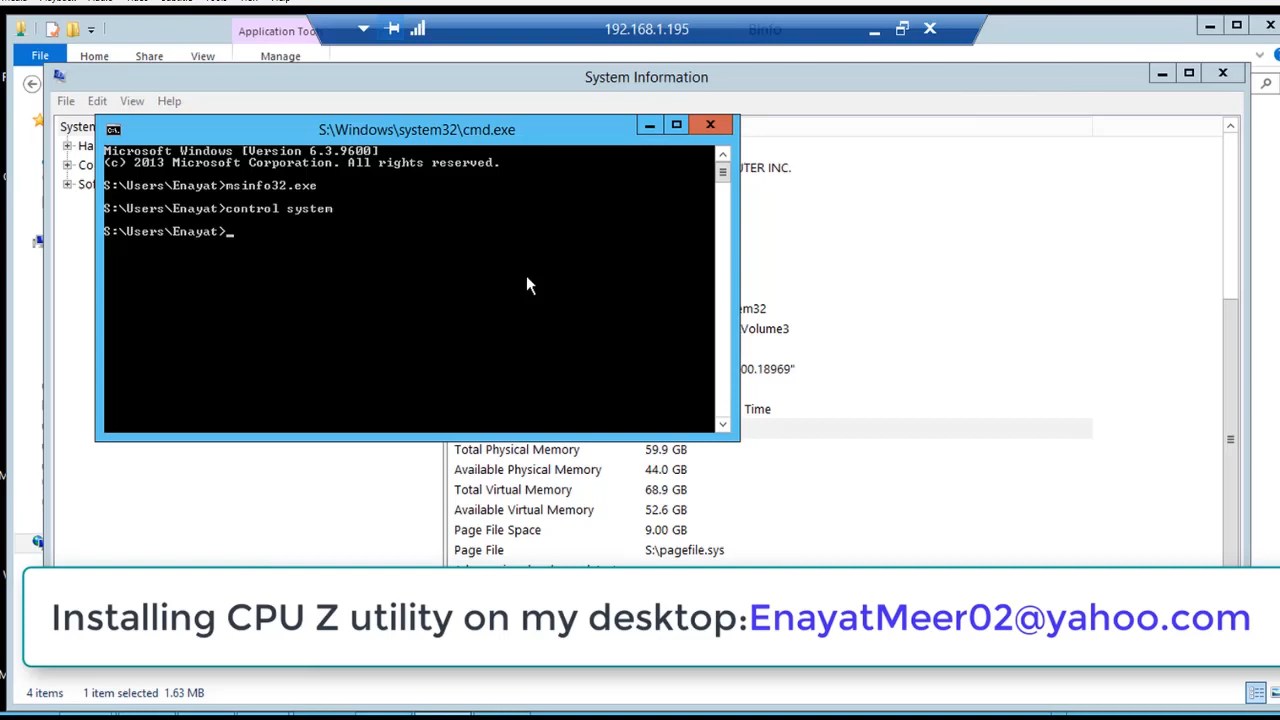 Application Too
192.168.1.195
File
Home
Share
View
Manage
System Information
File
Edit
View
Help
System
Ha
Co
Sof
S:\Windows\system32\cmd.exe
Microsoft Windows [Version 6.3.9600]
(c) 2013 Microsoft Corporation. All rights reserved.
S:\Users\Enayat>msinfo32.exe
S:\Users\Enayat>control system
S:\Users\Enayat>_
UTER INC.
em32
Volume3
00.18969"
Time
Total Physical Memory 59.9 GB
Available Physical Memory 44.0 GB
Total Virtual Memory 68.9 GB
Available Virtual Memory 52.6 GB
Page File Space 9.00 GB
Page File S:\pagefile.sys
Installing CPU Z utility on my desktop:EnayatMeer02@yahoo.com
4 items 1 item selected 1.63 MB